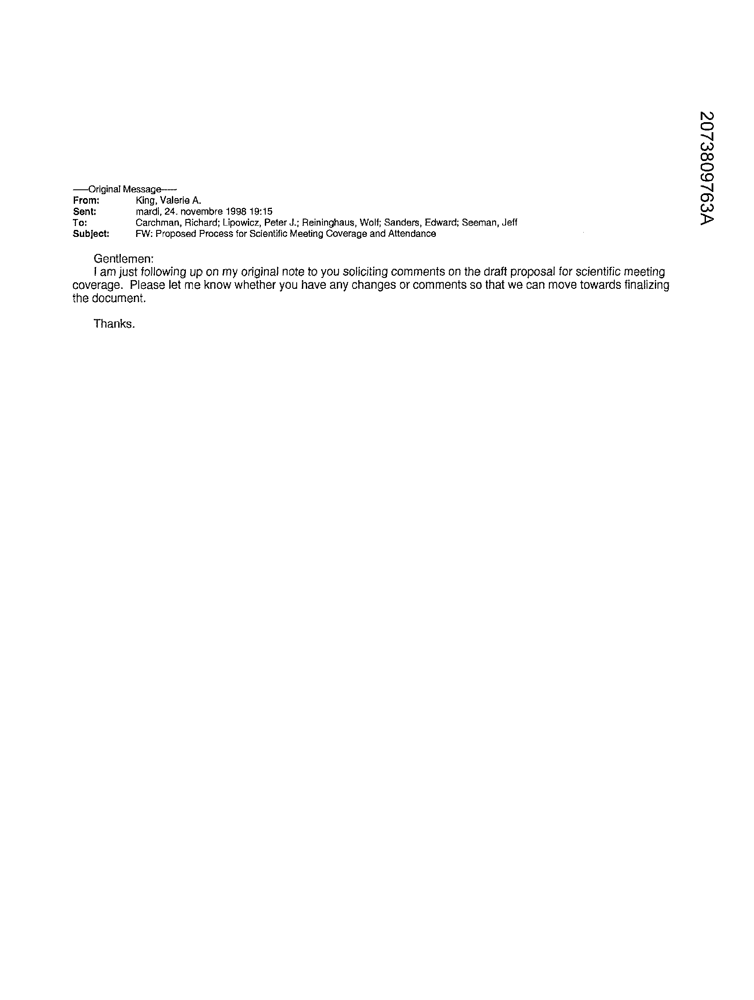 2073809763A
-----Original Message-----
From: King, Valerie A.
Sent: mardi, 24. novembre 1998 19:15
To: Carchman, Richard; Lipowicz, Peter J.; Reininghaus, Wolf; Sanders, Edward; Seeman, Jeff
Subject: FW: Proposed Process for Scientific Meeting Coverage and Attendance
Gentlemen:
I am just following up on my original note to you soliciting comments on the draft proposal for scientific meeting
coverage. Please let me know whether you have any changes or comments so that we can move towards finalizing
the document.
Thanks.